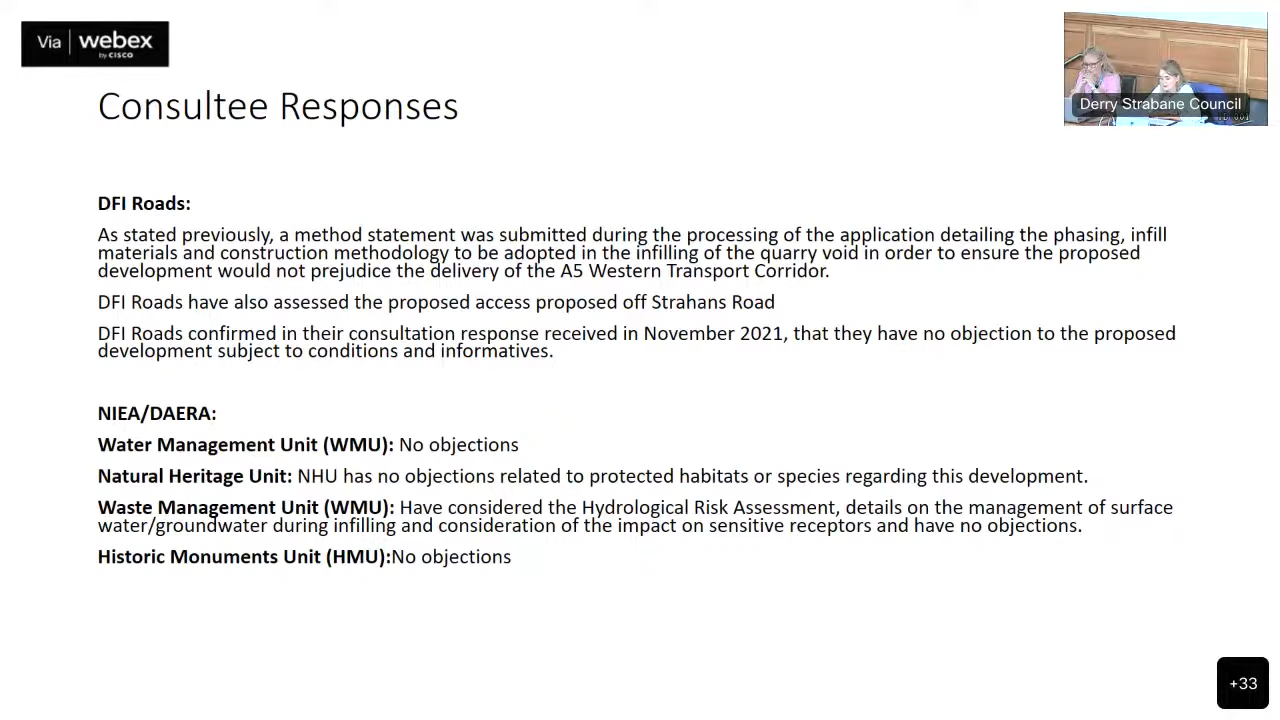 Via webex
by CISCO
Derry Strabane Council
Consultee Responses
DFI Roads:
As stated previously, a method statement was submitted during the processing of the application detailing the phasing, infill
materials and construction methodology to be adopted in the infilling of the quarry void in order to ensure the proposed
development would not prejudice the delivery of the A5 Western Transport Corridor.
DFI Roads have also assessed the proposed access proposed off Strahans Road
DFI Roads confirmed in their consultation response received in November 2021, that they have no objection to the proposed
development subject to conditions and informatives.
NIEA/DAERA:
Water Management Unit (WMU): No objections
Natural Heritage Unit: NHU has no objections related to protected habitats or species regarding this development.
Waste Management Unit (WMU): Have considered the Hydrological Risk Assessment, details on the management of surface
water/groundwater during infilling and consideration of the impact on sensitive receptors and have no objections.
Historic Monuments Unit (HMU):No objections
+33